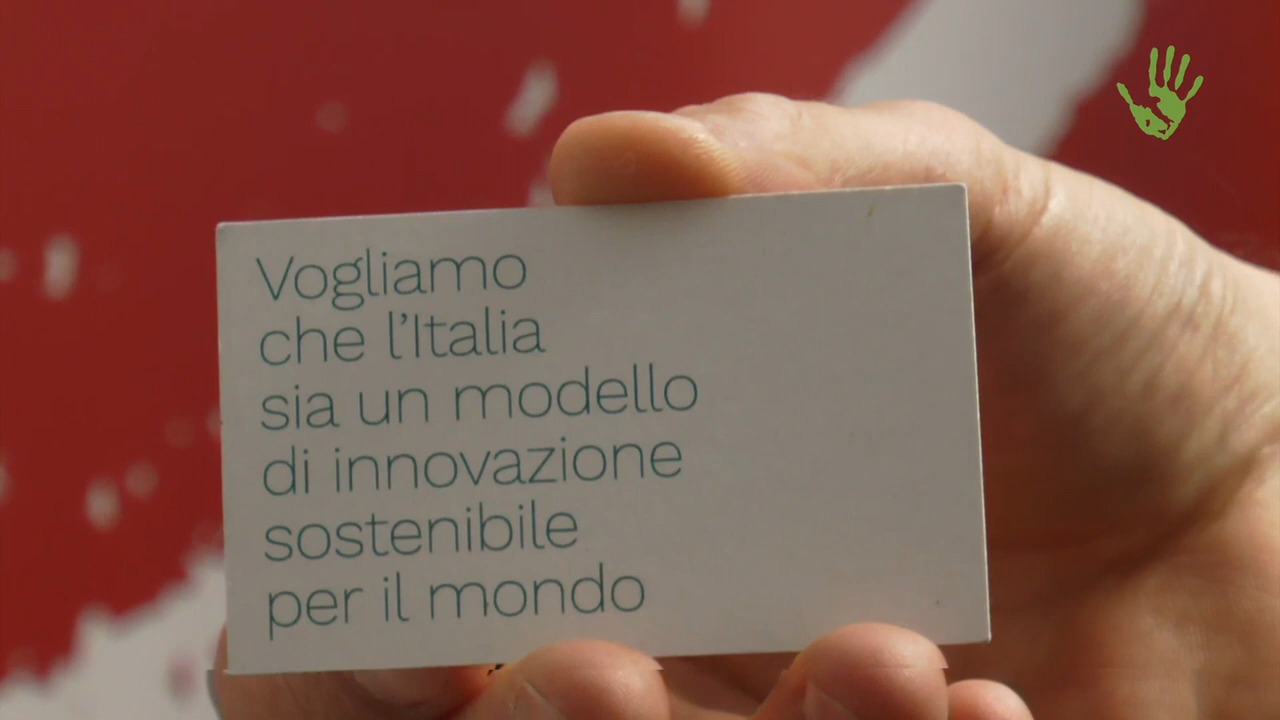 Vogliamo
che l’Italia
sia un modello
di innovazione
sostenibile
per il mondo